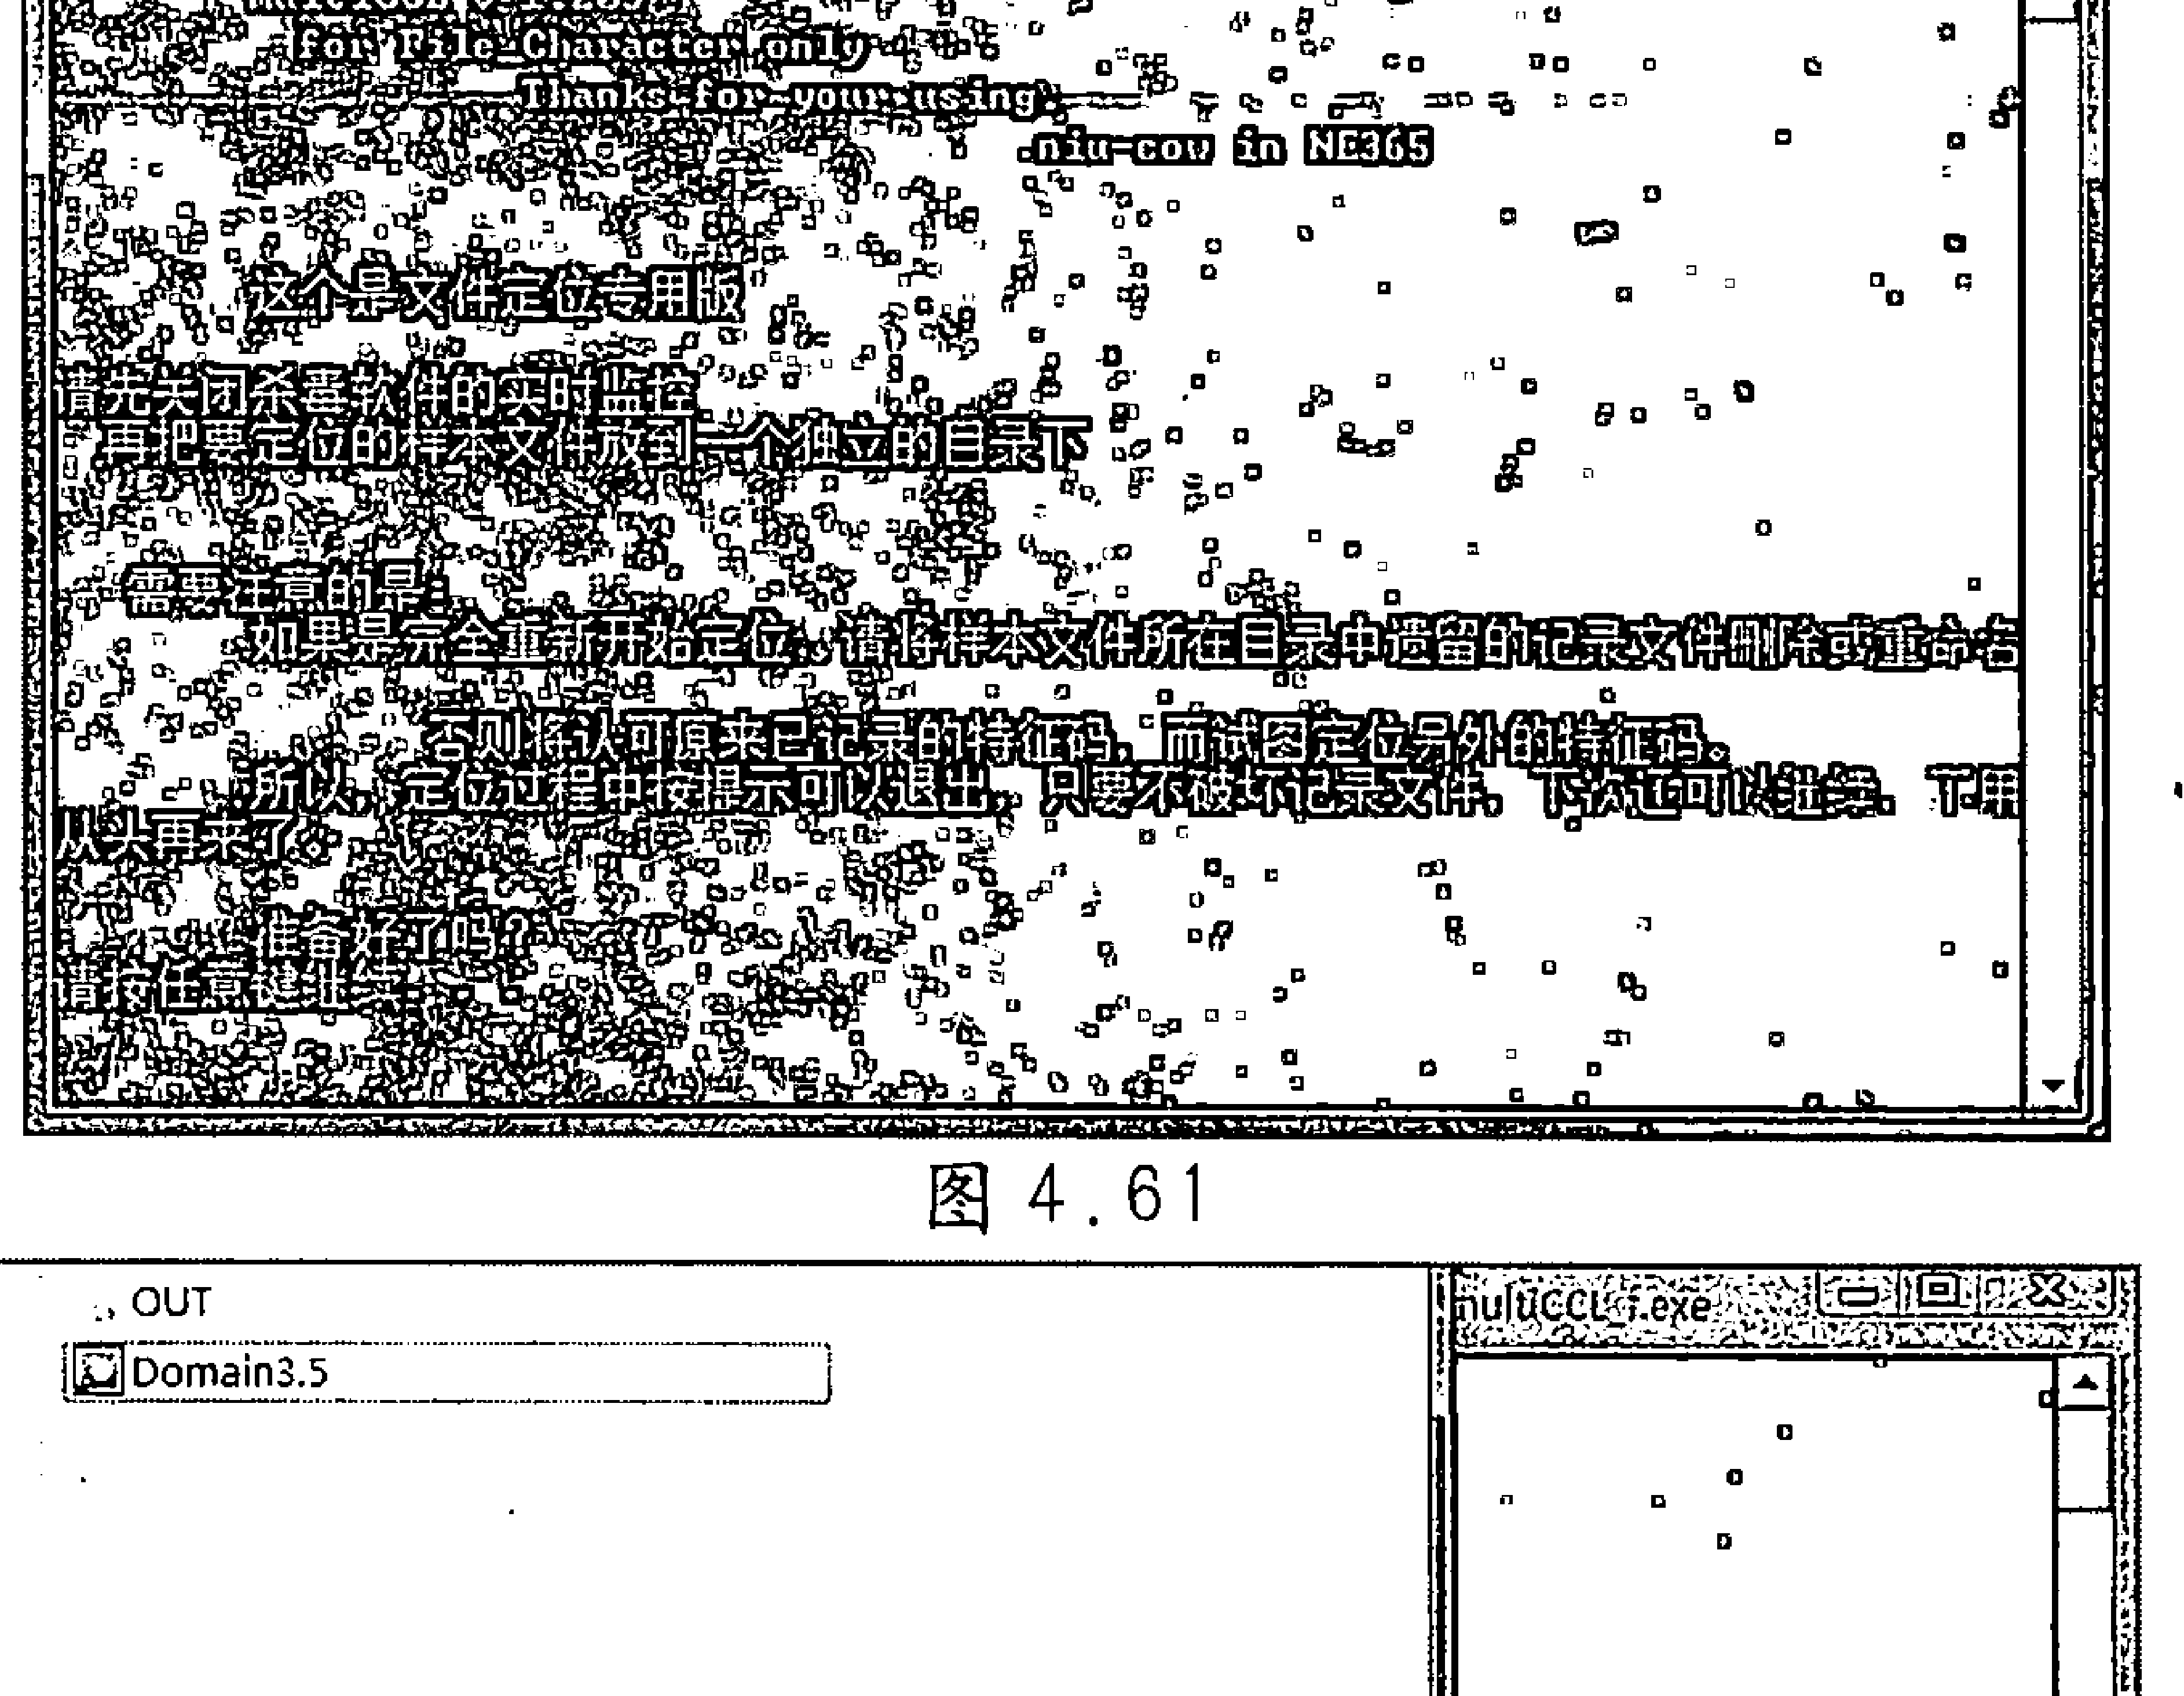 for File Character only
Thanks for your using!
niu-cow in NE365
这个是文件定位专用版
请先关闭杀毒软件的实时监控
再把要定位的样本文件放到一个独立的目录下
需要注意的是
如果是完全重新开始定位，请将样本文件所在目录中遗留的记录文件删除或重命名
否则将认可原来已记录的特征码，而试图定位另外的特征码。
所以，定位过程中按提示可以退出，只要不破坏记录文件，下次还可以继续，不用
从头再来了。
准备好了吗？
请按任意键继续
图 4.61
OUT
Domain3.5